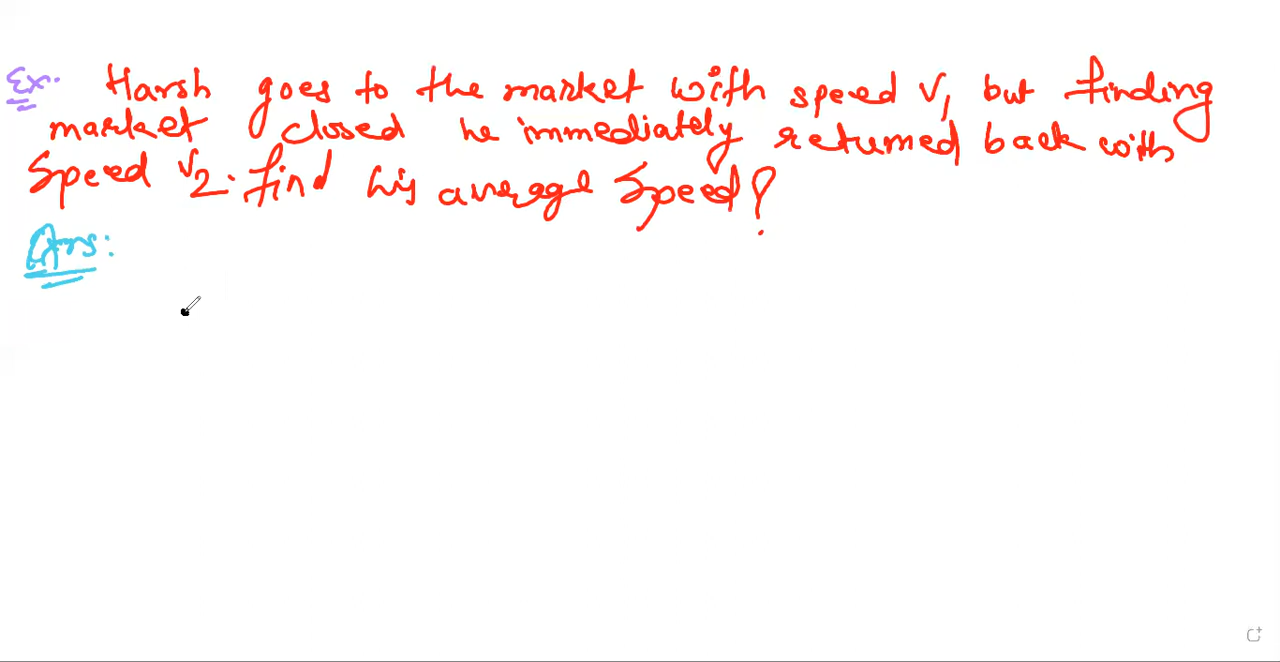 Ex. Harsh goes to the market with speed V₁ but finding
market closed he immediately returned back with
Speed V₂. find his average Speed?
Ans: